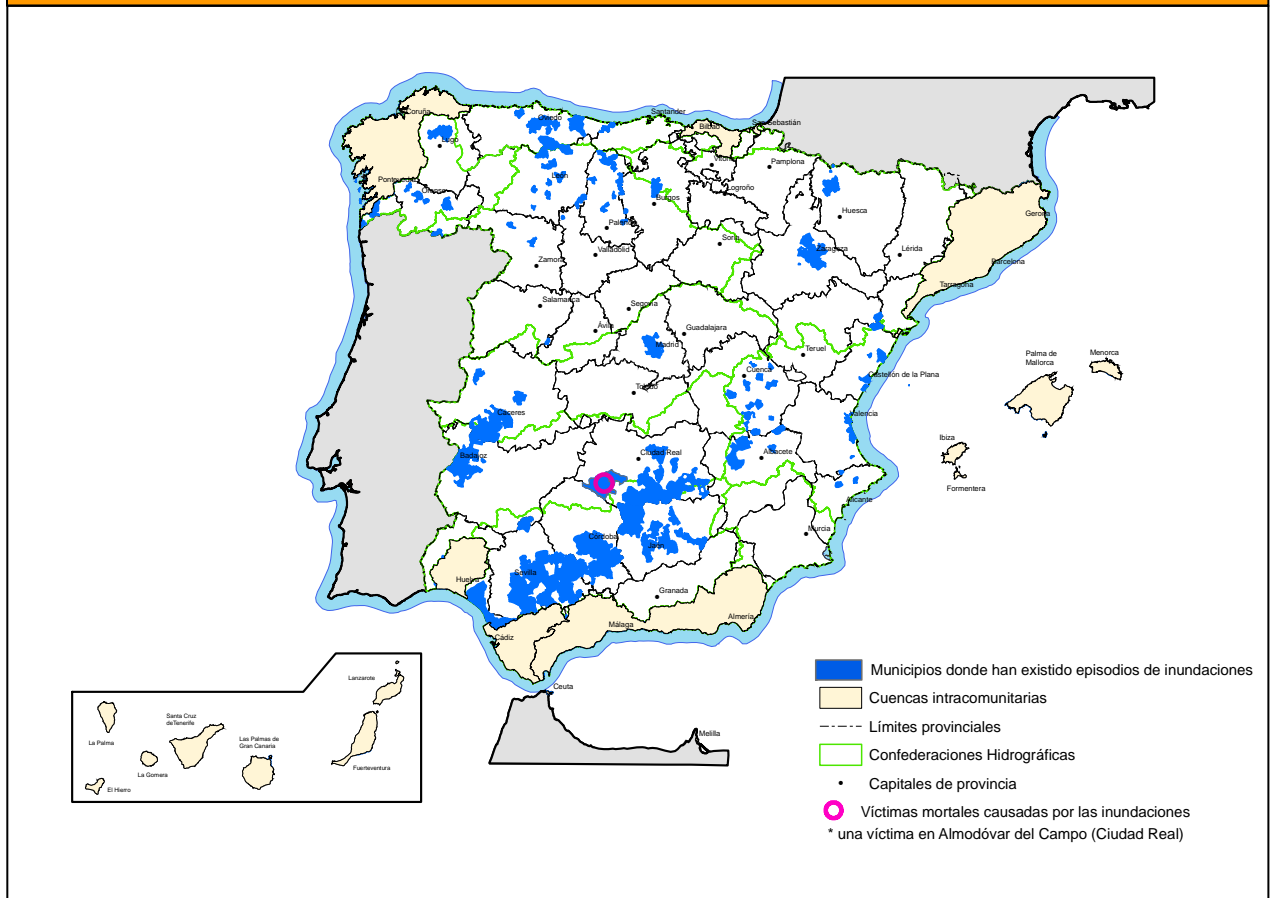 Coruña
Lugo
Oviedo
Santander
Bilbao
San Sebastián
Vitoria
Pamplona
Pontevedra
Orense
León
Burgos
Logroño
Huesca
Gerona
Palencia
Soria
Zaragoza
Lérida
Barcelona
Zamora
Valladolid
Tarragona
Salamanca
Segovia
Ávila
Guadalajara
Madrid
Teruel
Palma de
Mallorca
Menorca
Cuenca
Castellón de la Plana
Toledo
Cáceres
Valencia
Ibiza
Badajoz
Ciudad Real
Albacete
Formentera
Alicante
Murcia
Córdoba
Jaén
Huelva
Sevilla
Granada
Almería
Málaga
Cádiz
Ceuta
Melilla
Lanzarote
Santa Cruz
deTenerife
La Palma
Las Palmas de
Gran Canaria
La Gomera
Fuerteventura
El Hierro
Municipios donde han existido episodios de inundaciones
Cuencas intracomunitarias
Límites provinciales
Confederaciones Hidrográficas
Capitales de provincia
Víctimas mortales causadas por las inundaciones
* una víctima en Almodóvar del Campo (Ciudad Real)